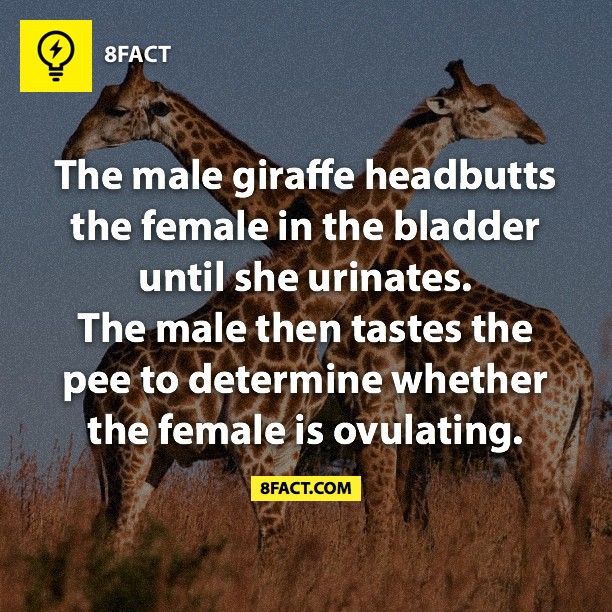 8FACT
The male giraffe headbutts
the female in the bladder
until she urinates.
The male then tastes the
pee to determine whether
the female is ovulating.
8FACT.COM